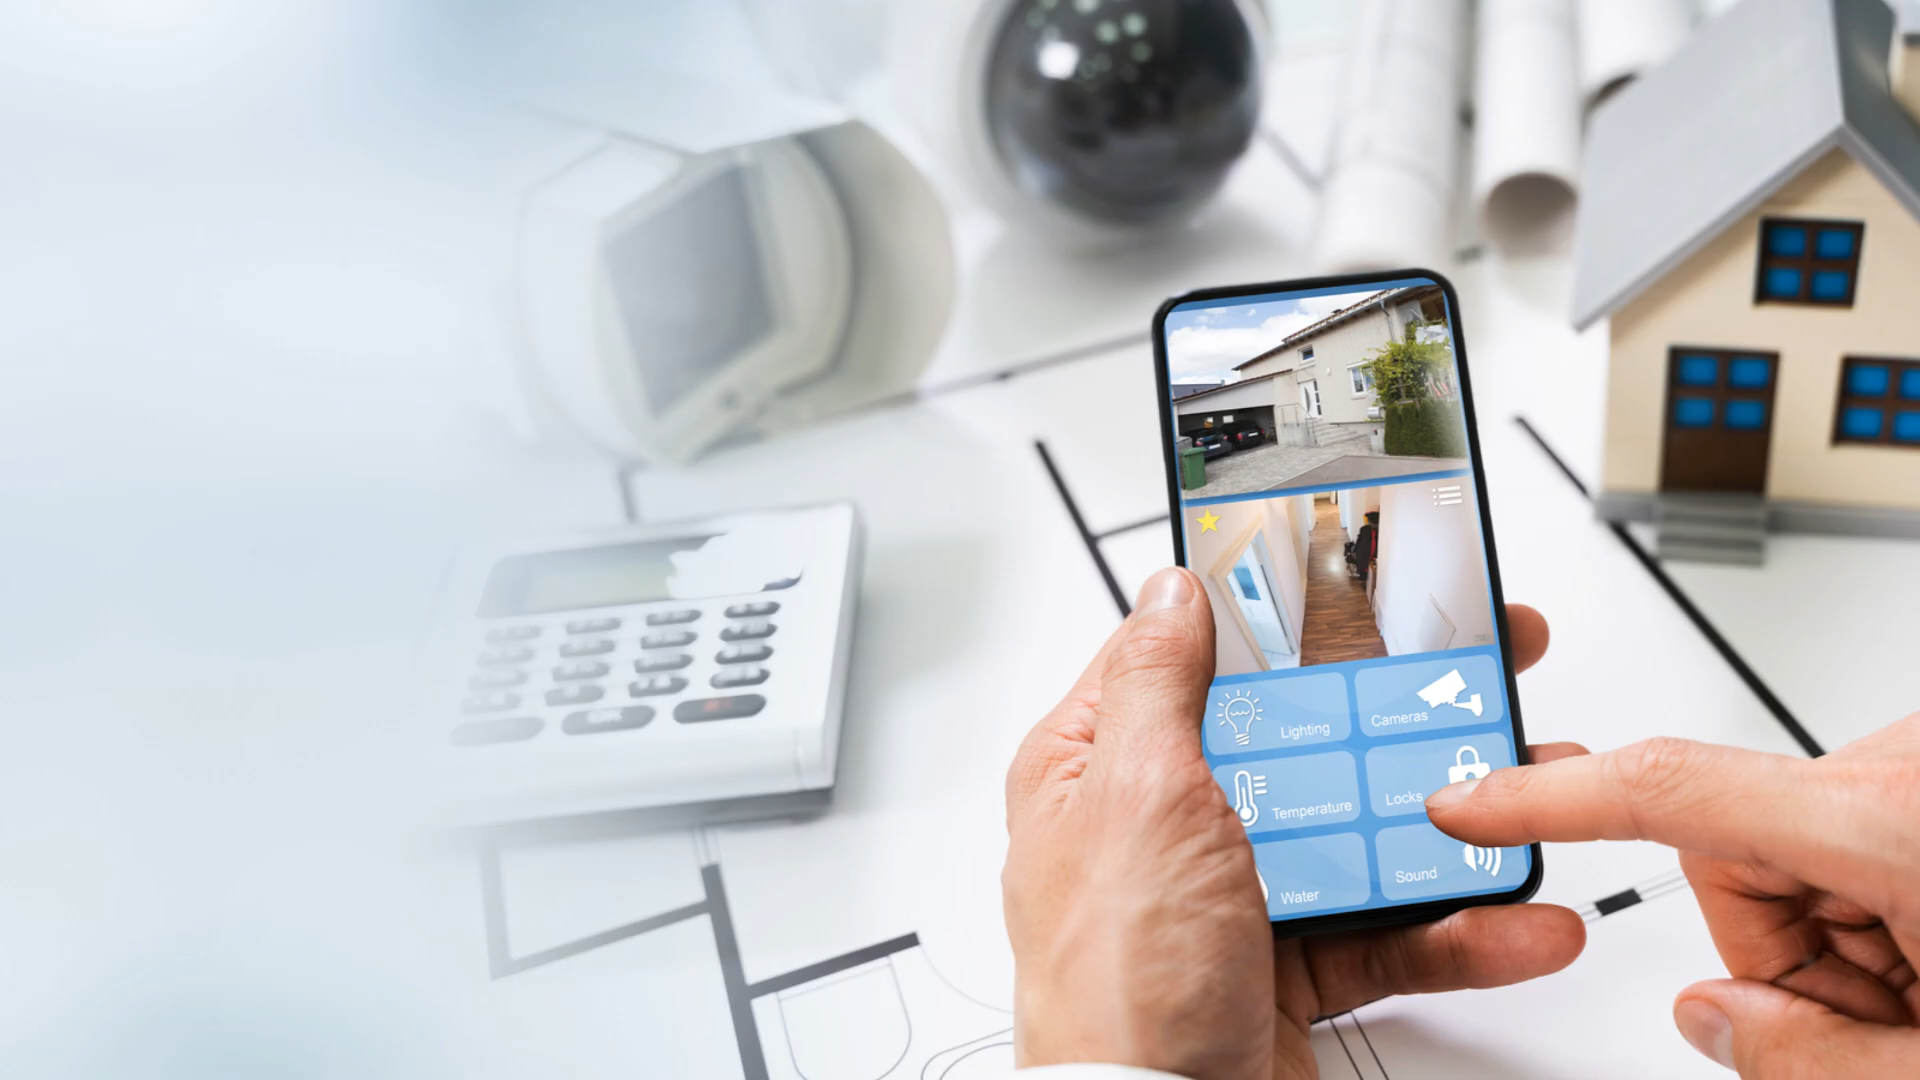 Lighting
Cameras
Temperature
Locks
Water
Sound